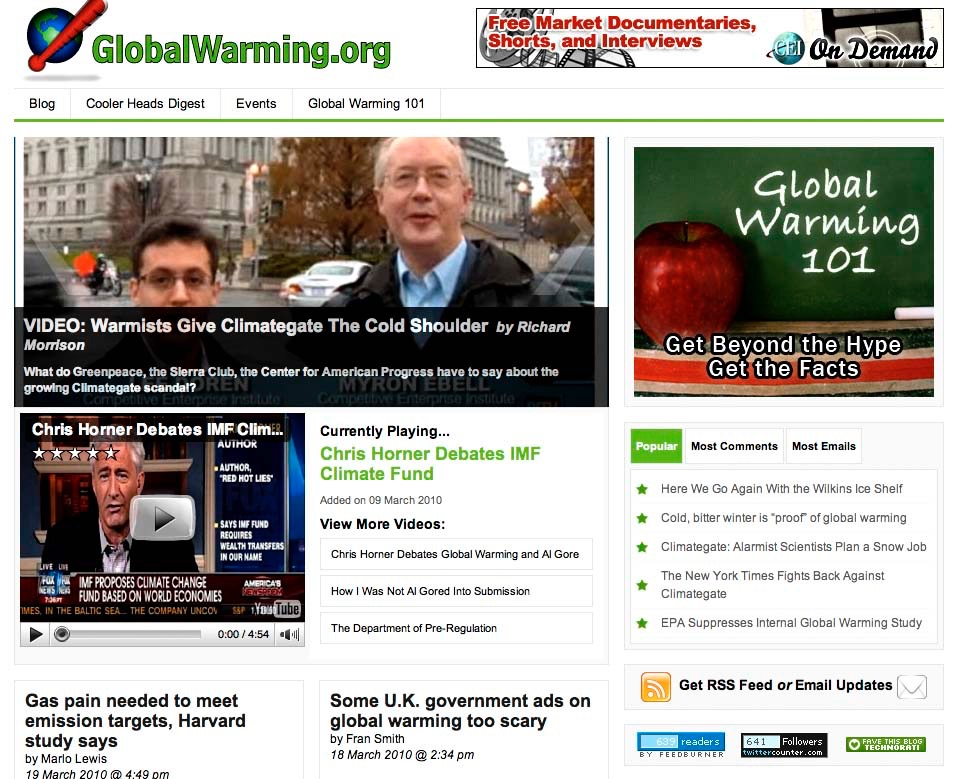 GlobalWarming.org
Free Market Documentaries,
Shorts, and Interviews
CEI On Demand
Blog
Cooler Heads Digest
Events
Global Warming 101
VIDEO: Warmists Give Climategate The Cold Shoulder by Richard
Morrison
What do Greenpeace, the Sierra Club, the Center for American Progress have to say about the
growing Climategate scandal?
MYRON EBELL
Competitive Enterprise Institute
Competitive Enterprise Institute
Global
Warming
101
Get Beyond the Hype
Get the Facts
Chris Horner Debates IMF Clim...
AUTHOR
AUTHOR,
"RED HOT LIES"
SAYS IMF FUND
REQUIRES
WEALTH TRANSFERS
IN OUR NAME
LIVE
IMF PROPOSES CLIMATE CHANGE
FUND BASED ON WORLD ECONOMIES
AMERICA'S
NEWSROOM
TIMES, IN THE BALTIC SEA... THE COMPANY UNCOV
S&P
YouTube
0:00 / 4:54
Currently Playing...
Chris Horner Debates IMF
Climate Fund
Added on 09 March 2010
View More Videos:
Chris Horner Debates Global Warming and Al Gore
How I Was Not Al Gored Into Submission
The Department of Pre-Regulation
Popular
Most Comments
Most Emails
Here We Go Again With the Wilkins Ice Shelf
Cold, bitter winter is "proof" of global warming
Climategate: Alarmist Scientists Plan a Snow Job
The New York Times Fights Back Against
Climategate
EPA Suppresses Internal Global Warming Study
Get RSS Feed or Email Updates
639 readers
BY FEEDBURNER
641 Followers
twittercounter.com
FAVE THIS BLOG
TECHNORATI
Gas pain needed to meet
emission targets, Harvard
study says
by Marlo Lewis
19 March 2010 @ 4:49 pm
Some U.K. government ads on
global warming too scary
by Fran Smith
18 March 2010 @ 2:34 pm